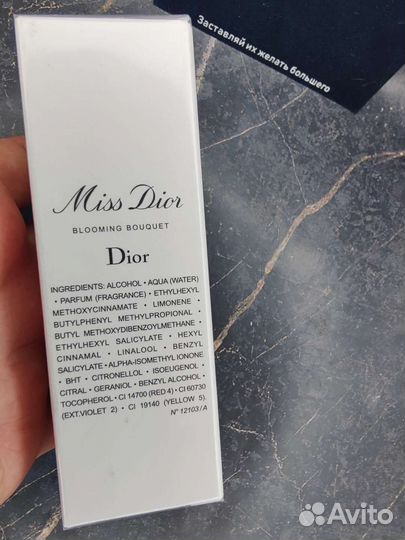 Заставляй их желать большего
Miss Dior
BLOOMING BOUQUET
Dior
INGREDIENTS: ALCOHOL • AQUA (WATER)
• PARFUM (FRAGRANCE) • ETHYLHEXYL
METHOXYCINNAMATE • LIMONENE •
BUTYLPHENYL METHYLPROPIONAL •
BUTYL METHOXYDIBENZOYLMETHANE •
ETHYLHEXYL SALICYLATE • HEXYL
CINNAMAL • LINALOOL • BENZYL
SALICYLATE • ALPHA-ISOMETHYL IONONE
• BHT • CITRONELLOL • ISOEUGENOL •
CITRAL • GERANIOL • BENZYL ALCOHOL •
TOCOPHEROL • CI 14700 (RED 4) • CI 60730
(EXT.VIOLET 2) • CI 19140 (YELLOW 5).
N° 12103/A
Avito